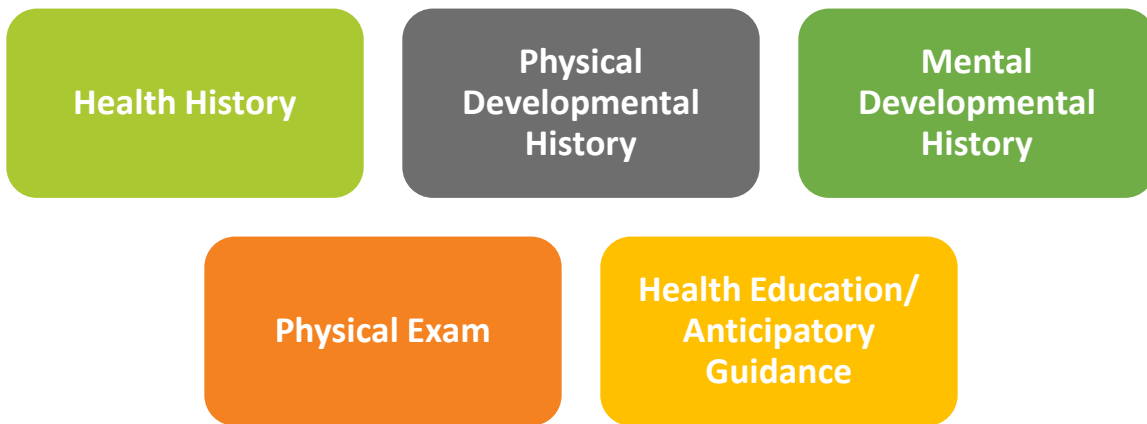 Health History
Physical
Developmental
History
Mental
Developmental
History
Physical Exam
Health Education/
Anticipatory
Guidance